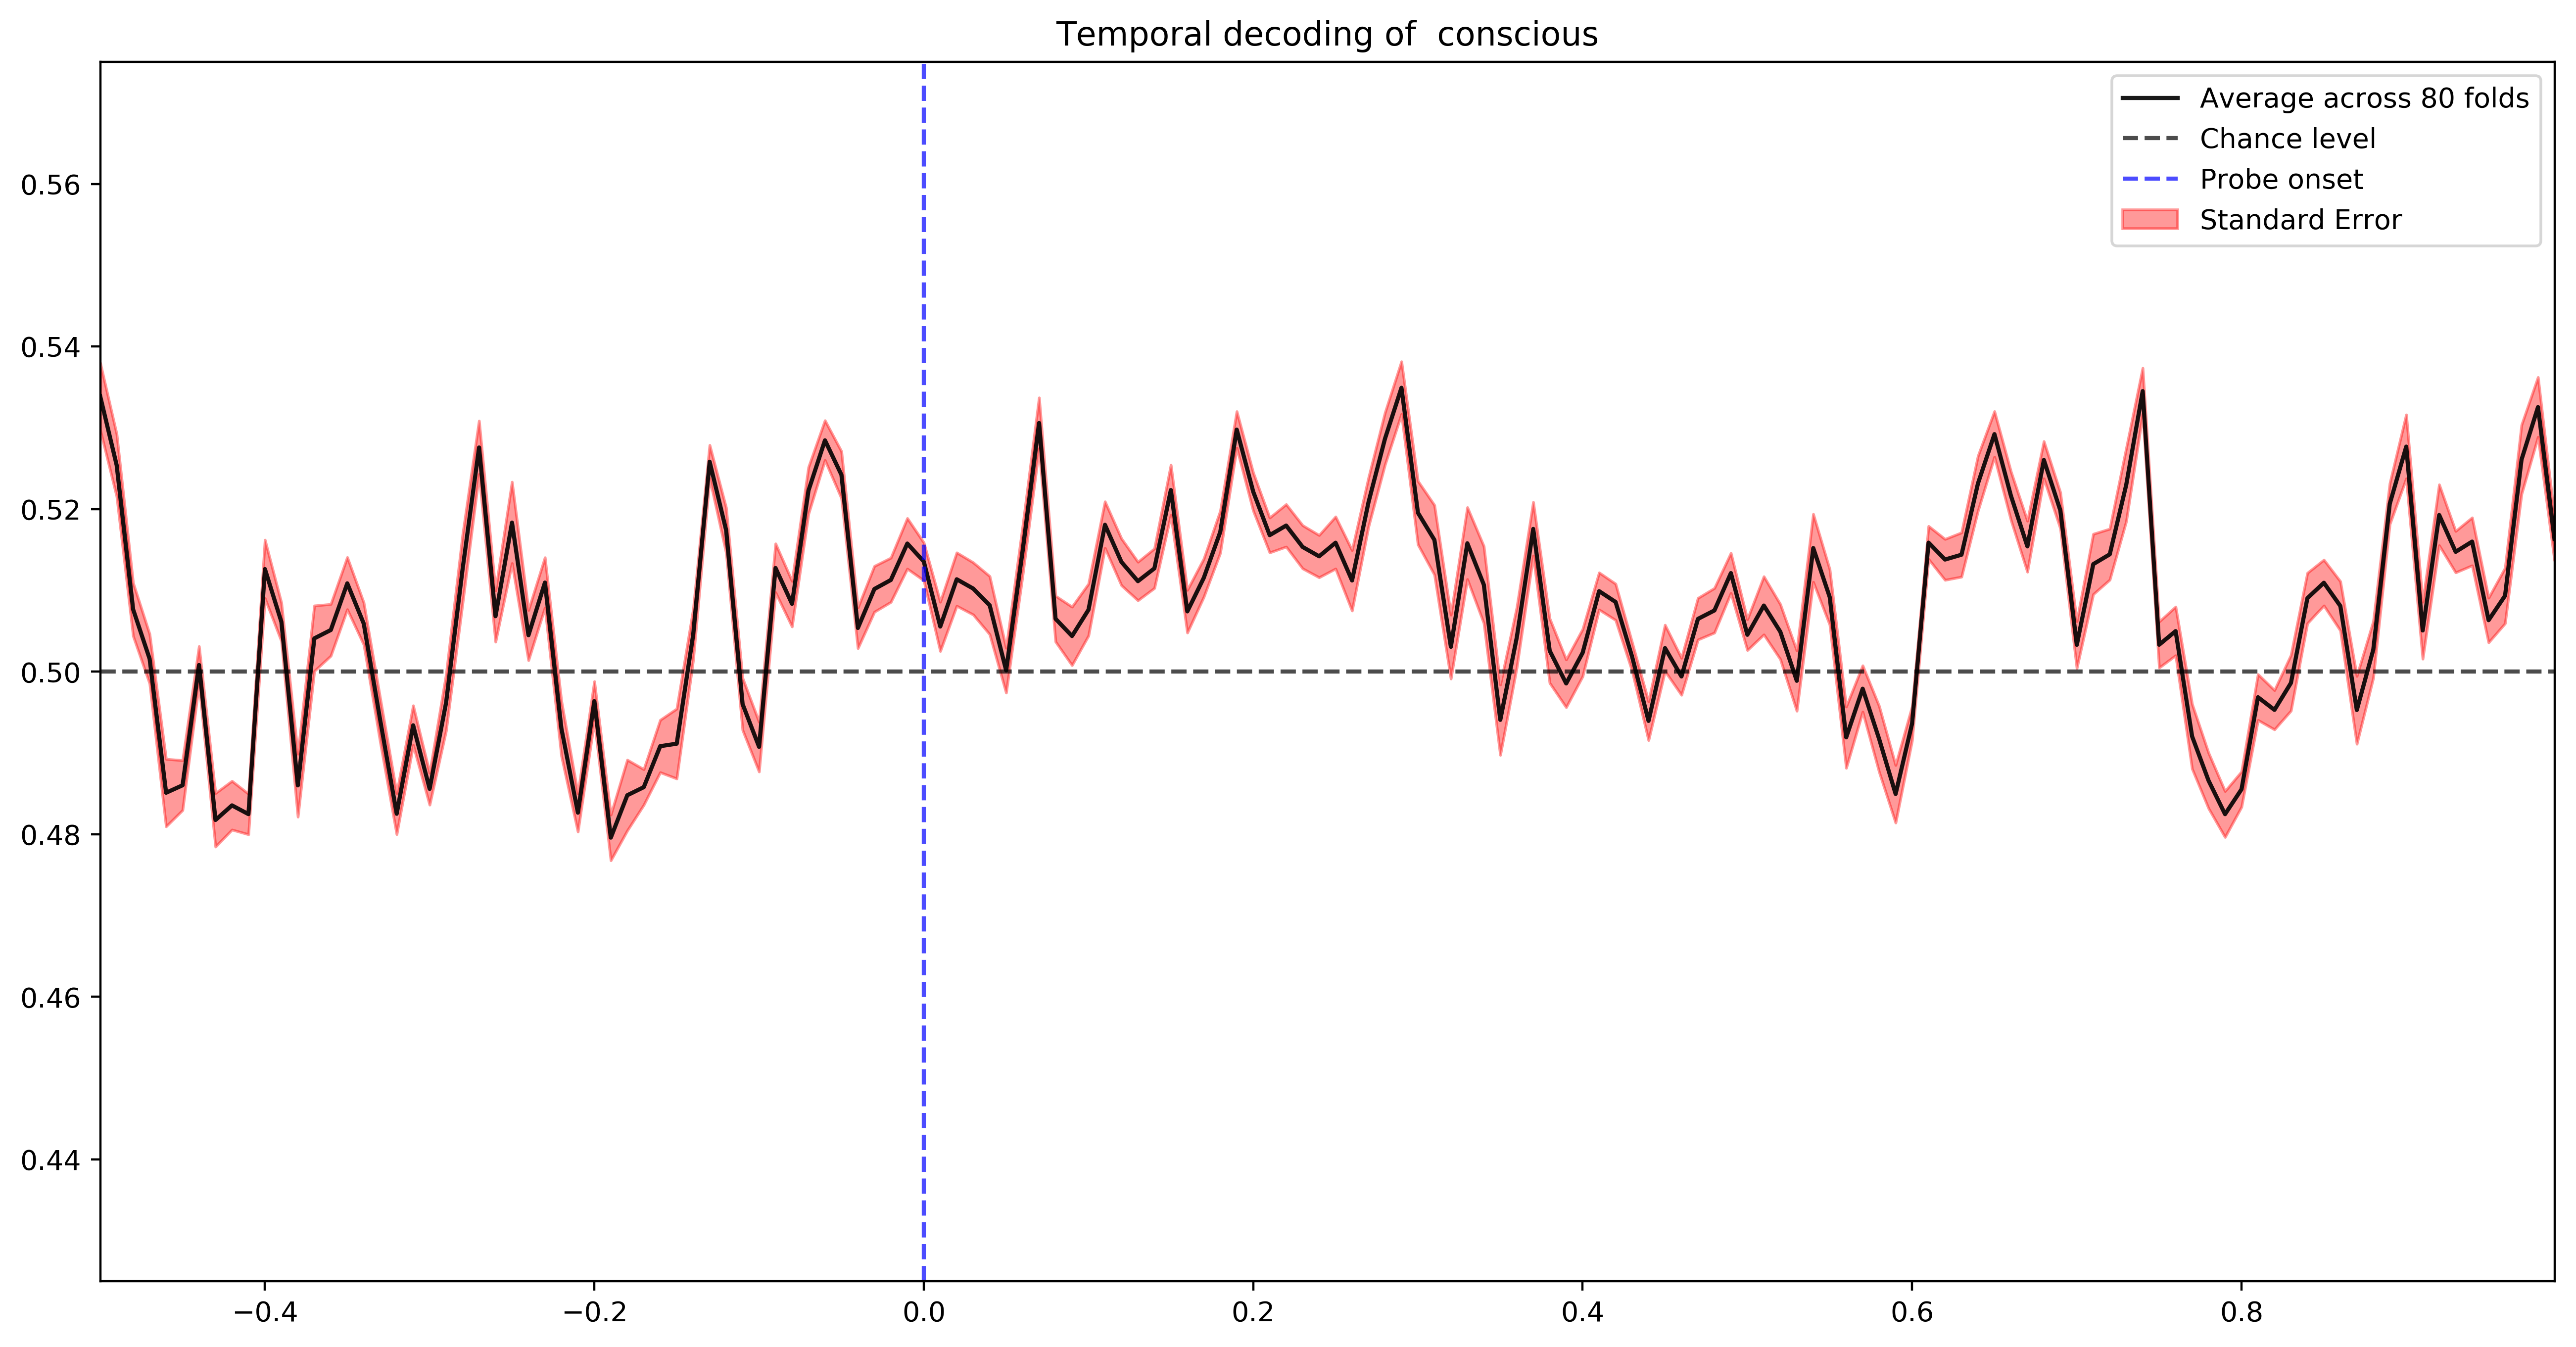 Temporal decoding of  conscious
Average across 80 folds
Chance level
Probe onset
Standard Error
0.56
0.54
0.52
0.50
0.48
0.46
0.44
−0.4
−0.2
0.0
0.2
0.4
0.6
0.8